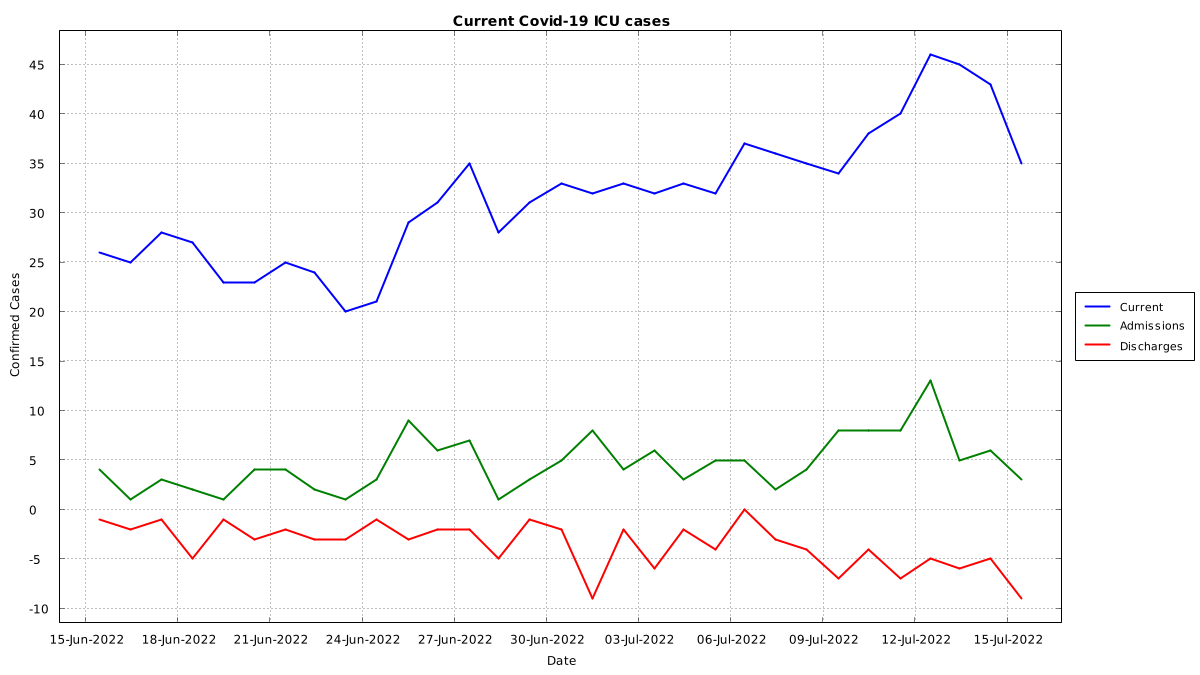 Current Covid-19 ICU cases
45
40
35
30
25
20
15
10
5
0
-5
-10
Confirmed Cases
15-Jun-2022 18-Jun-2022 21-Jun-2022 24-Jun-2022 27-Jun-2022 30-Jun-2022 03-Jul-2022 06-Jul-2022 09-Jul-2022 12-Jul-2022 15-Jul-2022
Date
Current
Admissions
Discharges